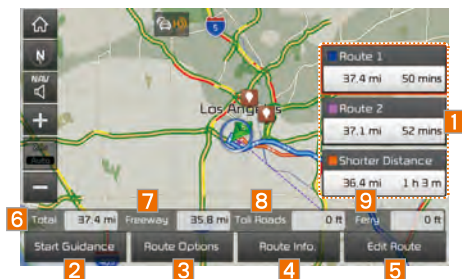 N
5
NAV
Auto
Los Angeles
Route 1
37.4 mi 50 mins
Route 2
37.1 mi 52 mins
Shorter Distance
36.4 mi 1 h 3 m
1
7
8
9
6 Total 37.4 mi Freeway 35.8 mi Toll Roads 0 ft Ferry 0 ft
Start Guidance Route Options Route Info. Edit Route
2
3
4
5